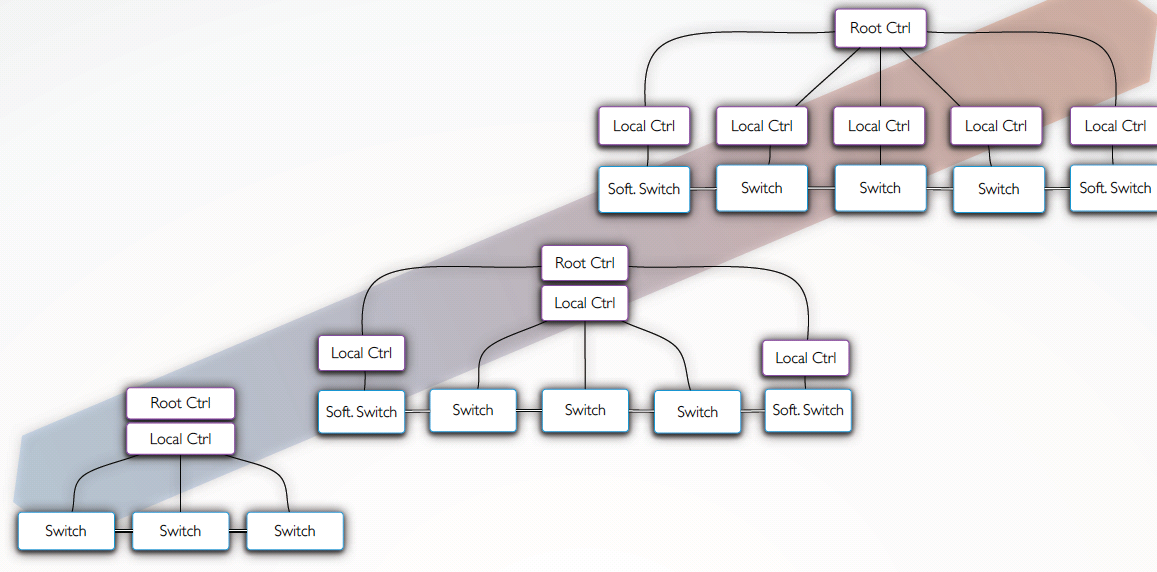 Root Ctrl
Local Ctrl Local Ctrl Local Ctrl Local Ctrl Local Ctrl
Soft. Switch Switch Switch Switch Soft. Switch
Root Ctrl
Local Ctrl
Local Ctrl Local Ctrl
Soft. Switch Switch Switch Switch Soft. Switch
Root Ctrl
Local Ctrl
Switch Switch Switch